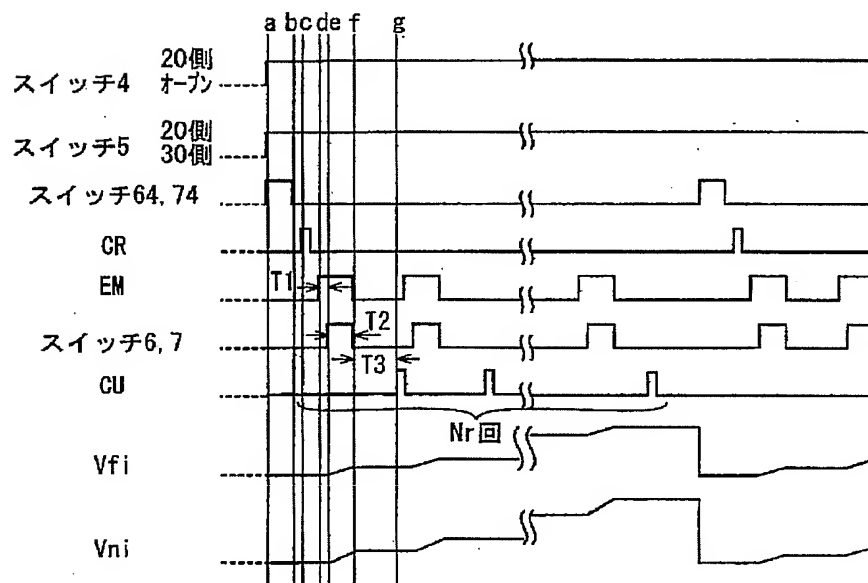 a b c d e f g
スイッチ4 20側
オープン
スイッチ5 20側
30側
スイッチ64,74
CR
EM
T1
スイッチ6,7
T2
T3
CU
Nr回
Vfi
Vni